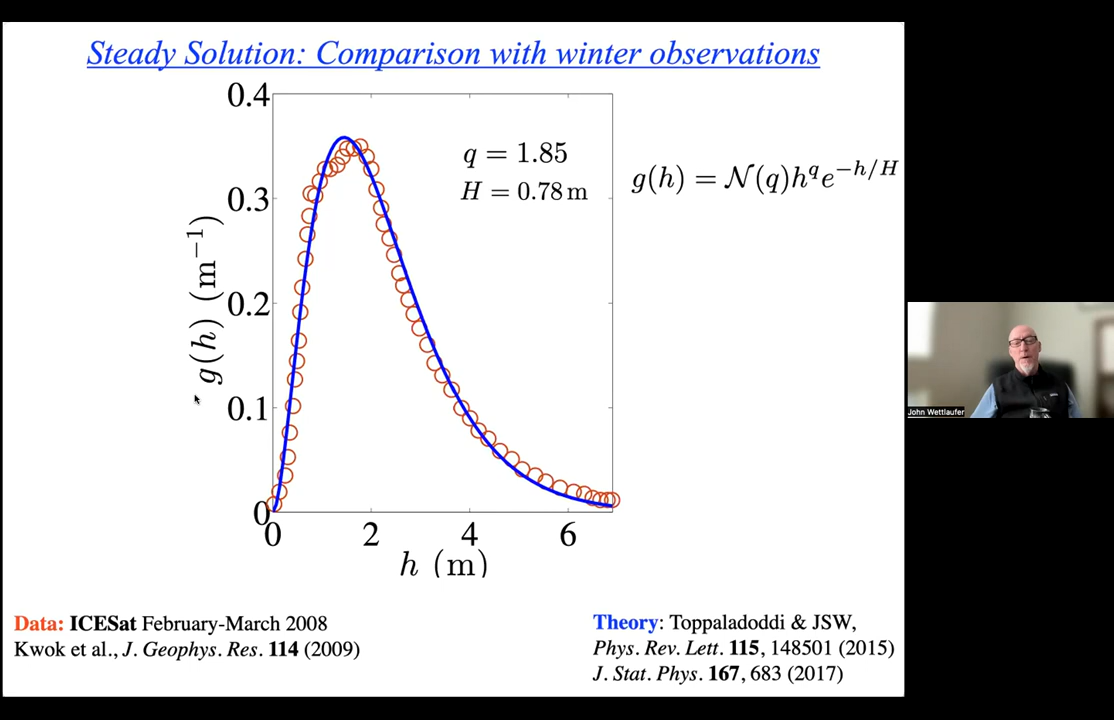 Steady Solution: Comparison with winter observations
0.4
0.3
0.2
0.1
0
g(h) (m⁻¹)
q = 1.85
H = 0.78 m
g(h) = 𝒩(q)h^q e^{−h/H}
0 2 4 6
h (m)
Data: ICESat February-March 2008
Kwok et al., J. Geophys. Res. 114 (2009)
Theory: Toppaladoddi & JSW,
Phys. Rev. Lett. 115, 148501 (2015)
J. Stat. Phys. 167, 683 (2017)
John Wettlaufer